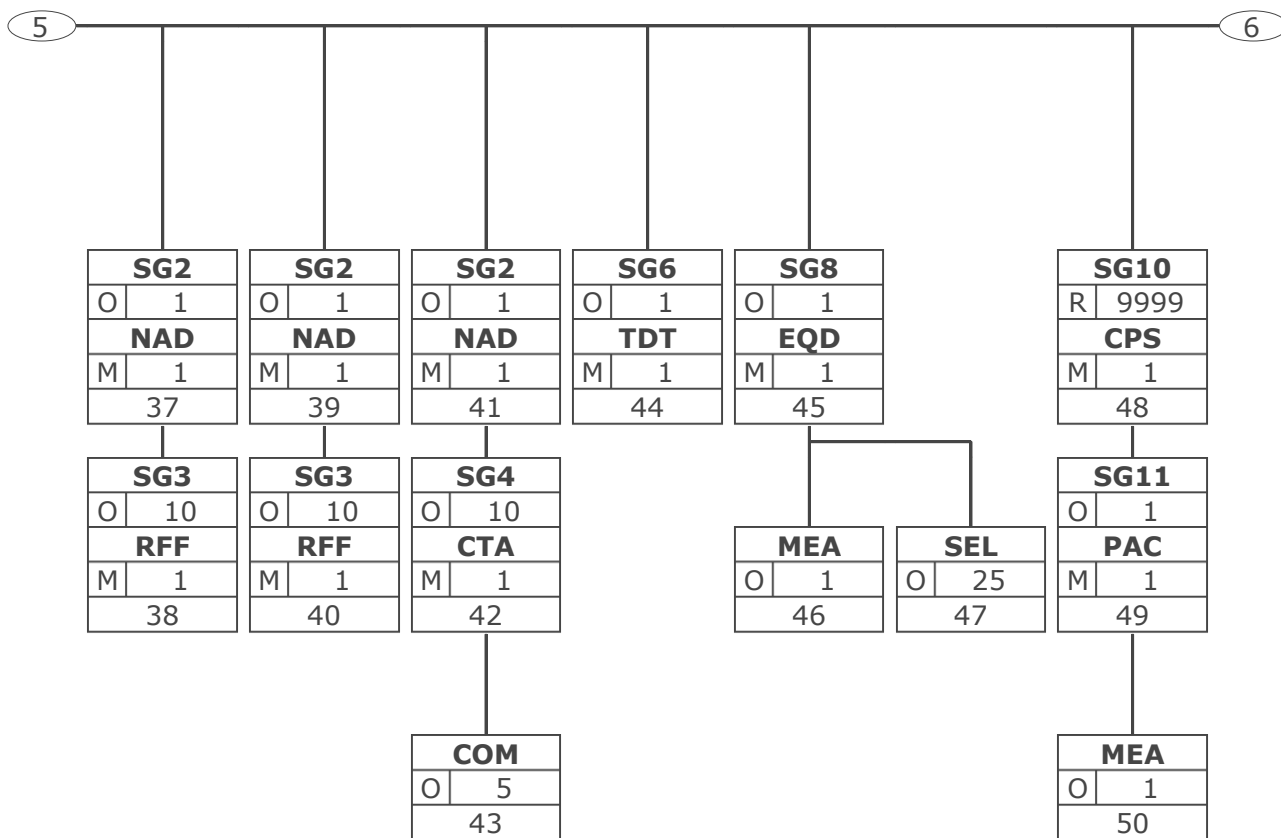 5 6
SG2 SG2 SG2 SG6 SG8 SG10
O 1 O 1 O 1 O 1 O 1 R 9999
NAD NAD NAD TDT EQD CPS
M 1 M 1 M 1 M 1 M 1 M 1
37 39 41 44 45 48
SG3 SG3 SG4 SG11
O 10 O 10 O 10 O 1
RFF RFF CTA MEA SEL PAC
M 1 M 1 M 1 O 1 O 25 M 1
38 40 42 46 47 49
COM MEA
O 5 O 1
43 50